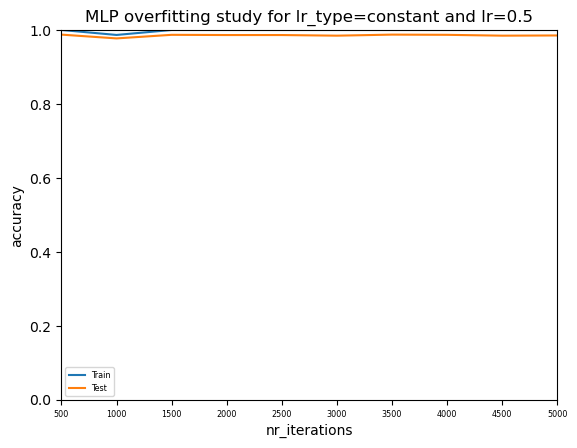 MLP overfitting study for lr_type=constant and lr=0.5
accuracy
1.0
0.8
0.6
0.4
0.2
0.0
Train
Test
500 1000 1500 2000 2500 3000 3500 4000 4500 5000
nr_iterations